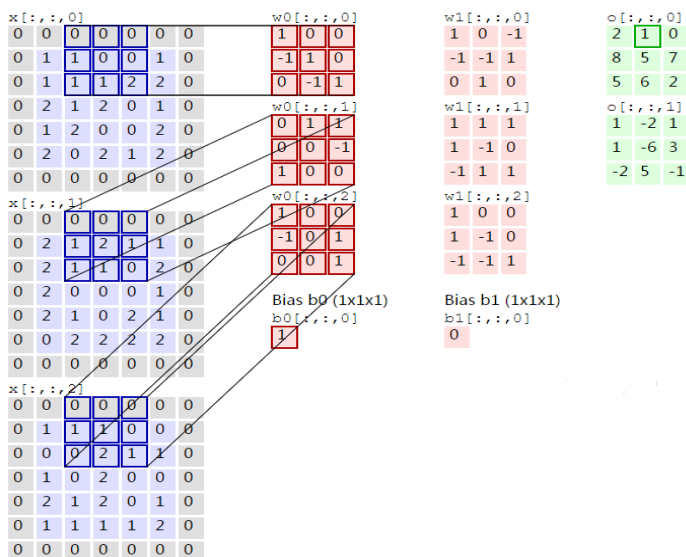 x[:,:,0]
0 0 0 0 0 0 0
0 1 1 0 0 1 0
0 1 1 1 2 2 0
0 2 1 2 0 1 0
0 1 2 0 0 2 0
0 2 0 2 1 2 0
0 0 0 0 0 0 0
x[:,:,1]
0 0 0 0 0 0 0
0 2 1 2 1 1 0
0 2 1 1 0 2 0
0 2 0 0 0 1 0
0 2 1 0 2 1 0
0 0 2 2 2 2 0
0 0 0 0 0 0 0
x[:,:,2]
0 0 0 0 0 0 0
0 1 1 1 0 0 0
0 0 0 2 1 1 0
0 1 0 2 0 0 0
0 2 1 2 0 1 0
0 1 1 1 1 2 0
0 0 0 0 0 0 0
w0[:,:,0]
1 0 0
-1 1 0
0 -1 1
w0[:,:,1]
0 1 1
0 0 -1
1 0 0
w0[:,:,2]
1 0 0
-1 0 1
0 0 1
Bias b0 (1x1x1)
b0[:,:,0]
1
w1[:,:,0]
1 0 -1
-1 -1 1
0 1 0
w1[:,:,1]
1 1 1
1 -1 0
-1 1 1
w1[:,:,2]
1 0 0
1 -1 0
-1 -1 1
Bias b1 (1x1x1)
b1[:,:,0]
0
o[:,:,0]
2 1 0
8 5 7
5 6 2
o[:,:,1]
1 -2 1
1 -6 3
-2 5 -1